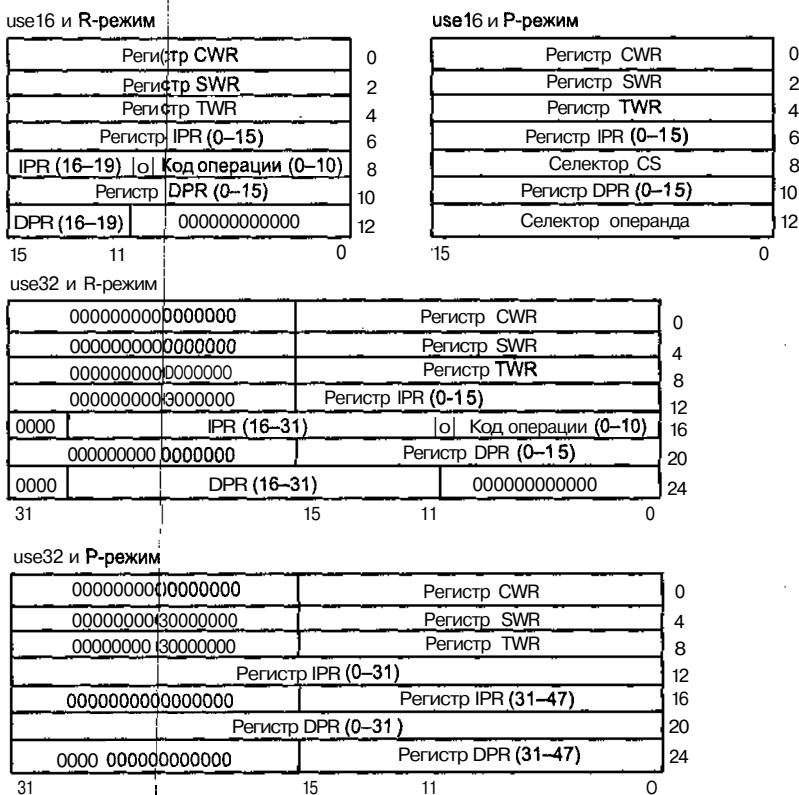 use16 и R-режим
Регистр CWR 0
Регистр SWR 2
Регистр TWR 4
Регистр IPR (0–15) 6
IPR (16–19) |o| Код операции (0–10) 8
Регистр DPR (0–15) 10
DPR (16–19) 000000000000 12
15 11 0
use16 и P-режим
Регистр CWR 0
Регистр SWR 2
Регистр TWR 4
Регистр IPR (0–15) 6
Селектор CS 8
Регистр DPR (0–15) 10
Селектор операнда 12
15 0
use32 и R-режим
0000000000000000 Регистр CWR 0
0000000000000000 Регистр SWR 4
0000000000000000 Регистр TWR 8
0000000000000000 Регистр IPR (0-15) 12
0000 IPR (16–31) |o| Код операции (0–10) 16
000000000 0000000 Регистр DPR (0–15) 20
0000 DPR (16–31) 000000000000 24
31 15 11 0
use32 и P-режим
0000000000000000 Регистр CWR 0
0000000000000000 Регистр SWR 4
00000000 00000000 Регистр TWR 8
Регистр IPR (0–31) 12
0000000000000000 Регистр IPR (31–47) 16
Регистр DPR (0–31) 20
0000 000000000000 Регистр DPR (31–47) 24
31 15 11 0